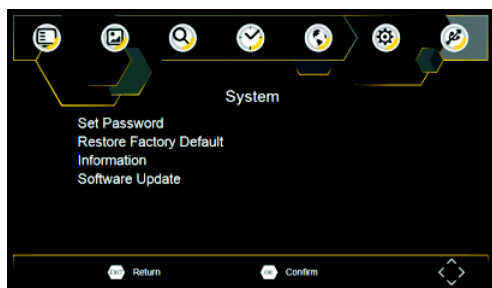 System
Set Password
Restore Factory Default
Information
Software Update
EXIT Return
OK Confirm